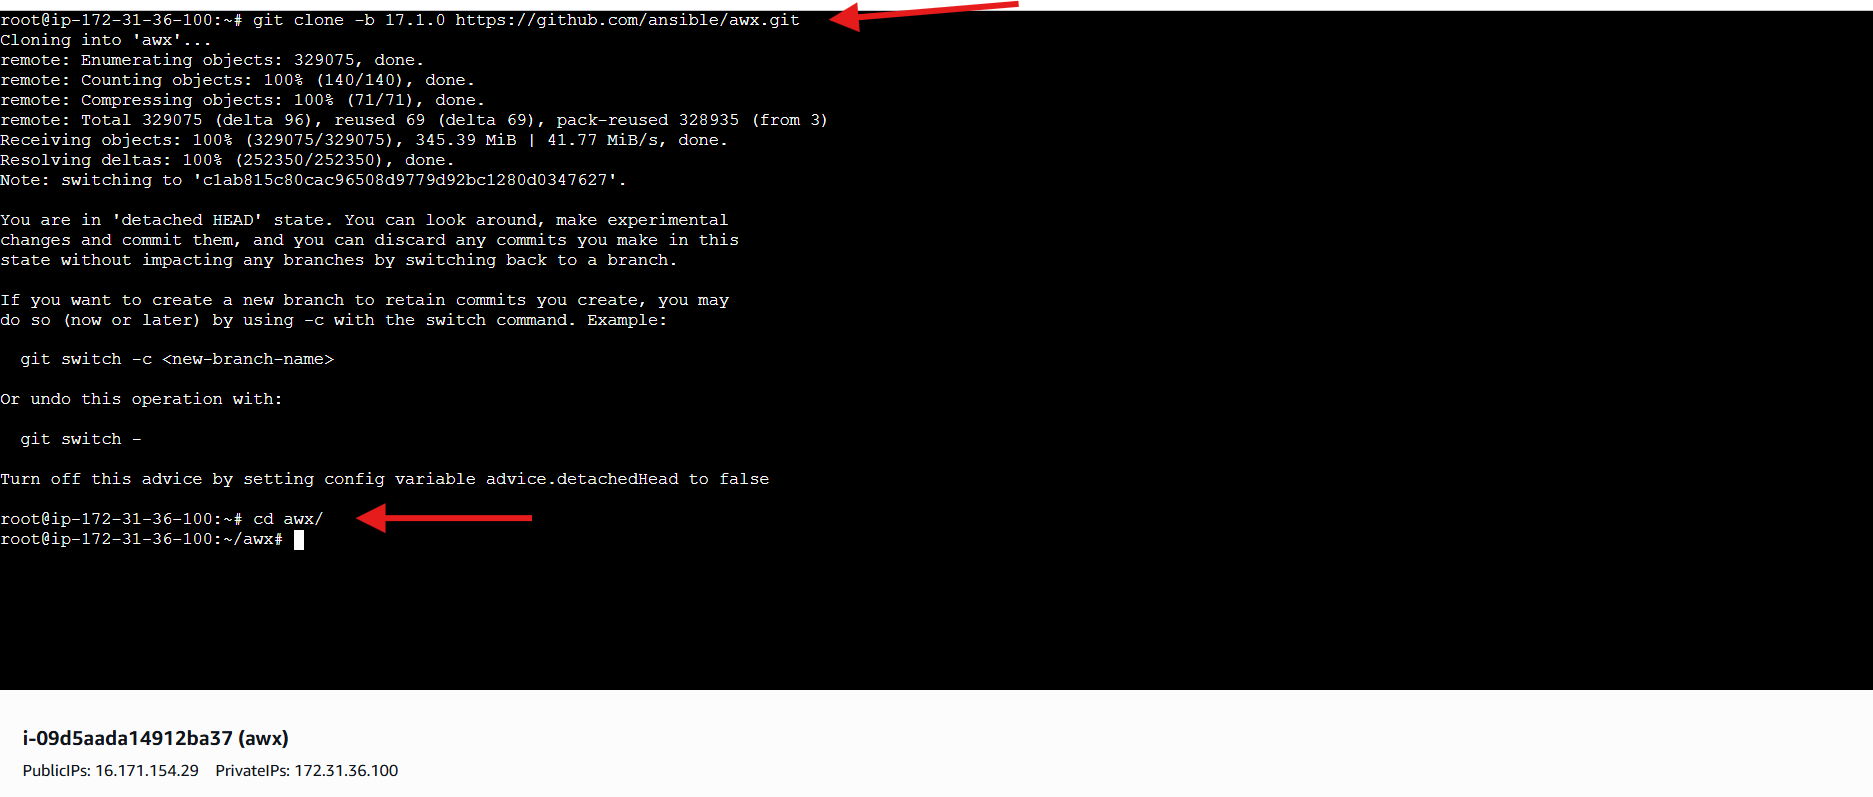 root@ip-172-31-36-100:~# git clone -b 17.1.0 https://github.com/ansible/awx.git
Cloning into 'awx'...
remote: Enumerating objects: 329075, done.
remote: Counting objects: 100% (140/140), done.
remote: Compressing objects: 100% (71/71), done.
remote: Total 329075 (delta 96), reused 69 (delta 69), pack-reused 328935 (from 3)
Receiving objects: 100% (329075/329075), 345.39 MiB | 41.77 MiB/s, done.
Resolving deltas: 100% (252350/252350), done.
Note: switching to 'c1ab815c80cac96508d9779d92bc1280d0347627'.
You are in 'detached HEAD' state. You can look around, make experimental
changes and commit them, and you can discard any commits you make in this
state without impacting any branches by switching back to a branch.
If you want to create a new branch to retain commits you create, you may
do so (now or later) by using -c with the switch command. Example:
git switch -c <new-branch-name>
Or undo this operation with:
git switch -
Turn off this advice by setting config variable advice.detachedHead to false
root@ip-172-31-36-100:~# cd awx/
root@ip-172-31-36-100:~/awx#
i-09d5aada14912ba37 (awx)
PublicIPs: 16.171.154.29 PrivateIPs: 172.31.36.100